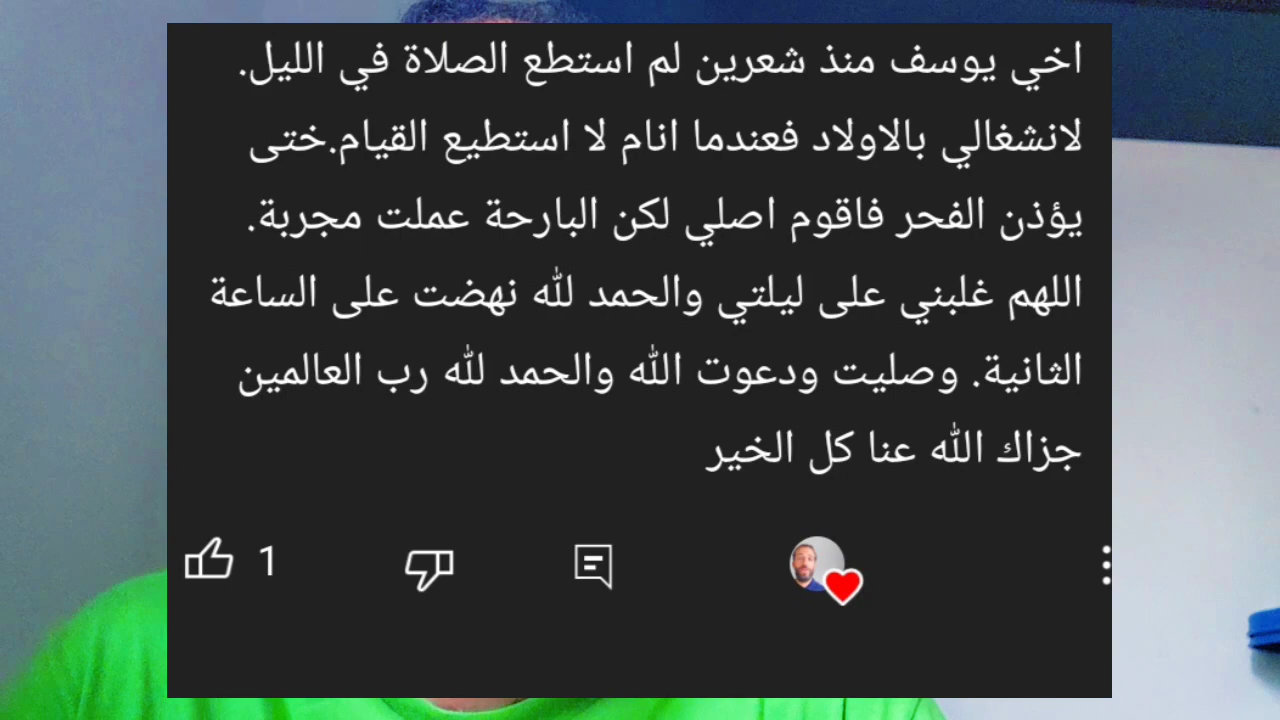 اخي يوسف منذ شعرين لم استطع الصلاة في الليل.
لانشغالي بالاولاد فعندما انام لا استطيع القيام.ختى
يؤذن الفحر فاقوم اصلي لكن البارحة عملت مجربة.
اللهم غلبني على ليلتي والحمد لله نهضت على الساعة
الثانية. وصليت ودعوت الله والحمد لله رب العالمين
جزاك الله عنا كل الخير
1